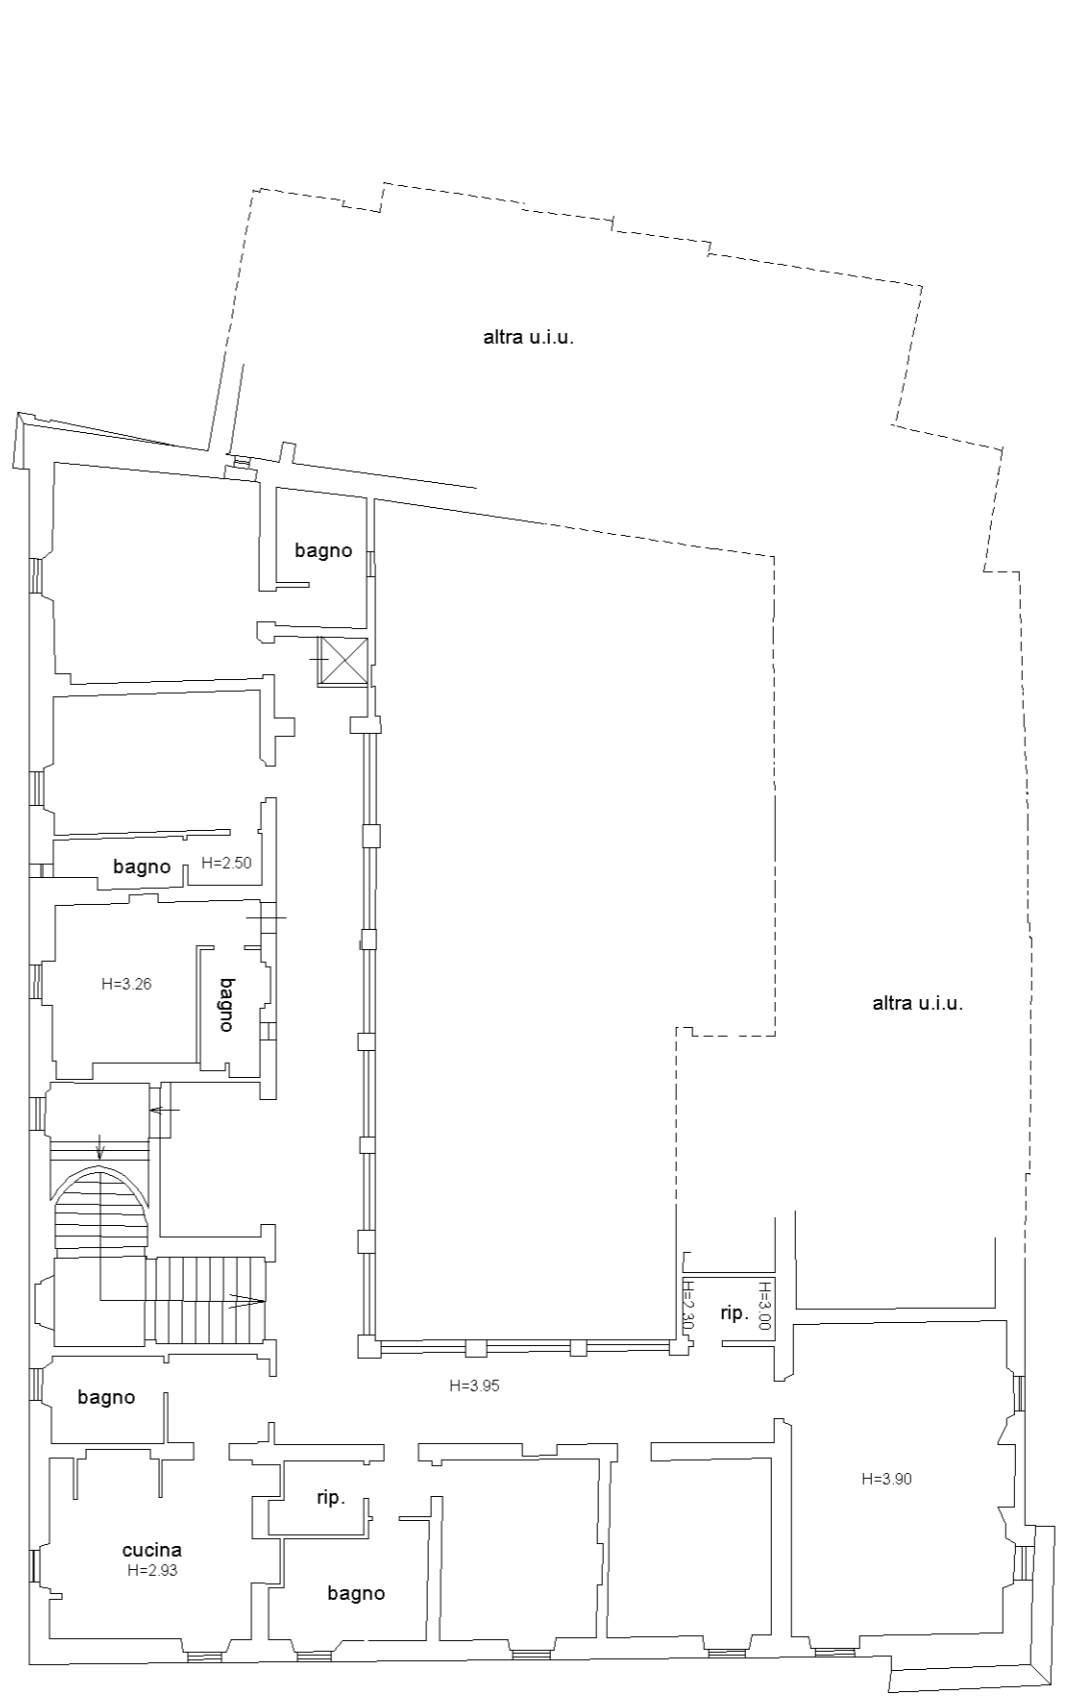 altra u.i.u.
bagno
bagno
H=2.50
H=3.26
bagno
altra u.i.u.
H=2.30
rip.
H=3.00
H=3.95
bagno
H=3.90
rip.
cucina
H=2.93
bagno